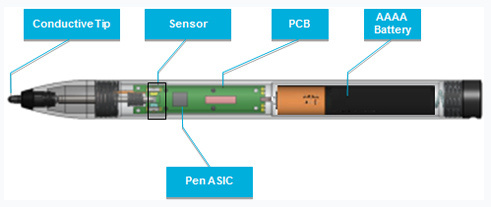 Conductive Tip
Sensor
PCB
AAAA
Battery
Pen ASIC